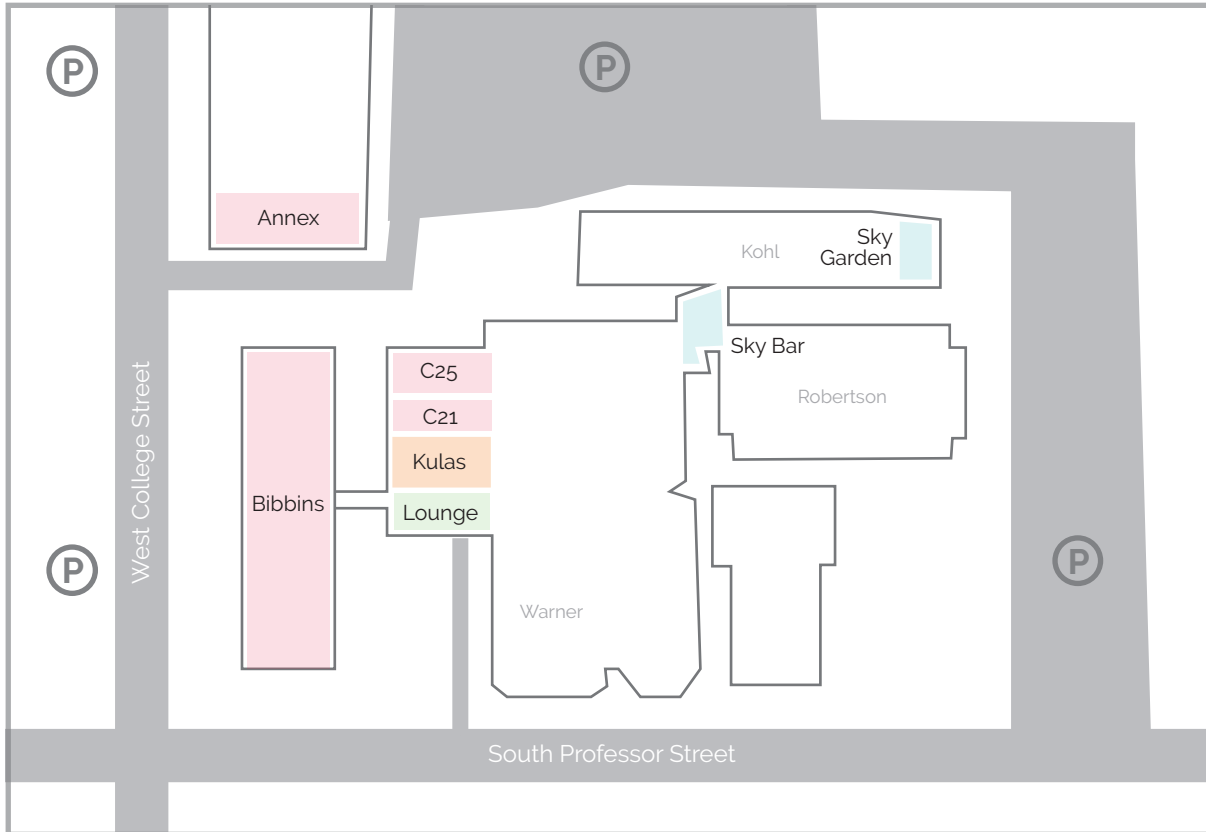 P
P
Annex
Kohl
Sky
Garden
Sky Bar
C25
C21
Kulas
Lounge
Bibbins
Robertson
West College Street
P
P
Warner
South Professor Street